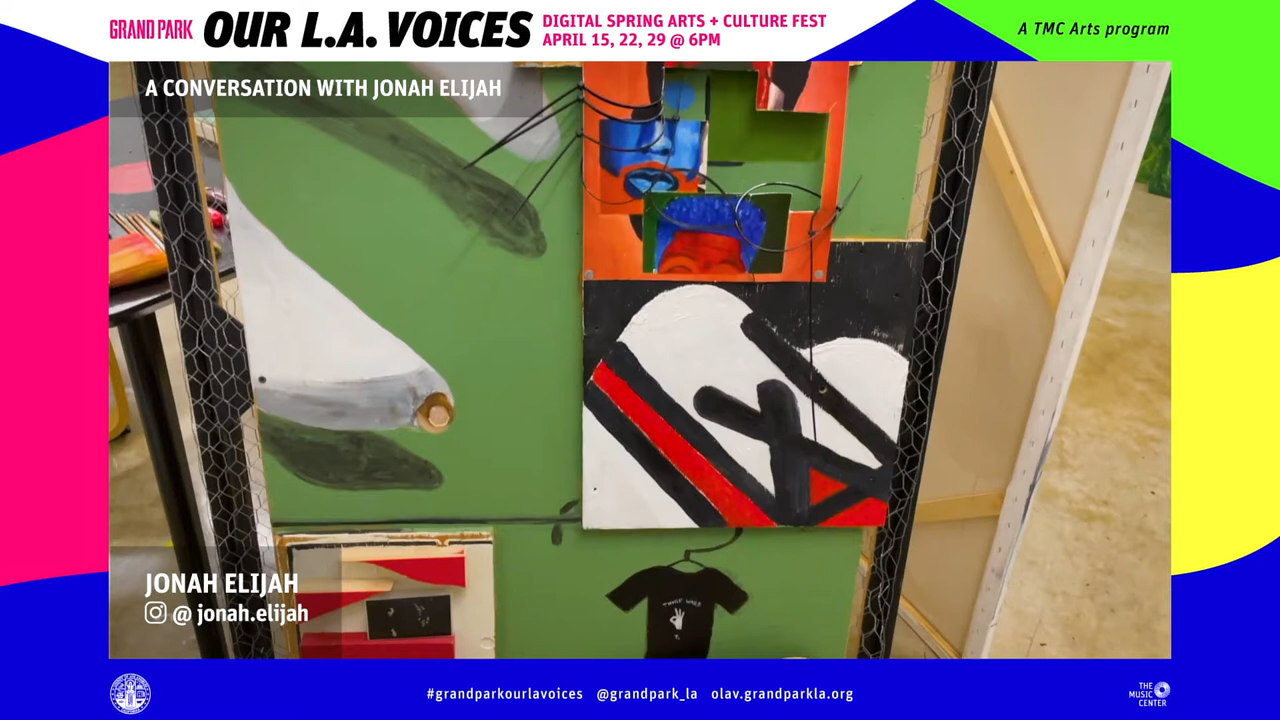 GRAND PARK
OUR L.A. VOICES
DIGITAL SPRING ARTS + CULTURE FEST
APRIL 15, 22, 29 @ 6PM
A TMC Arts program
A CONVERSATION WITH JONAH ELIJAH
JONAH ELIJAH
@ jonah.elijah
#grandparkourlavoices @grandpark_la olav.grandparkla.org
THE
MUSIC
CENTER